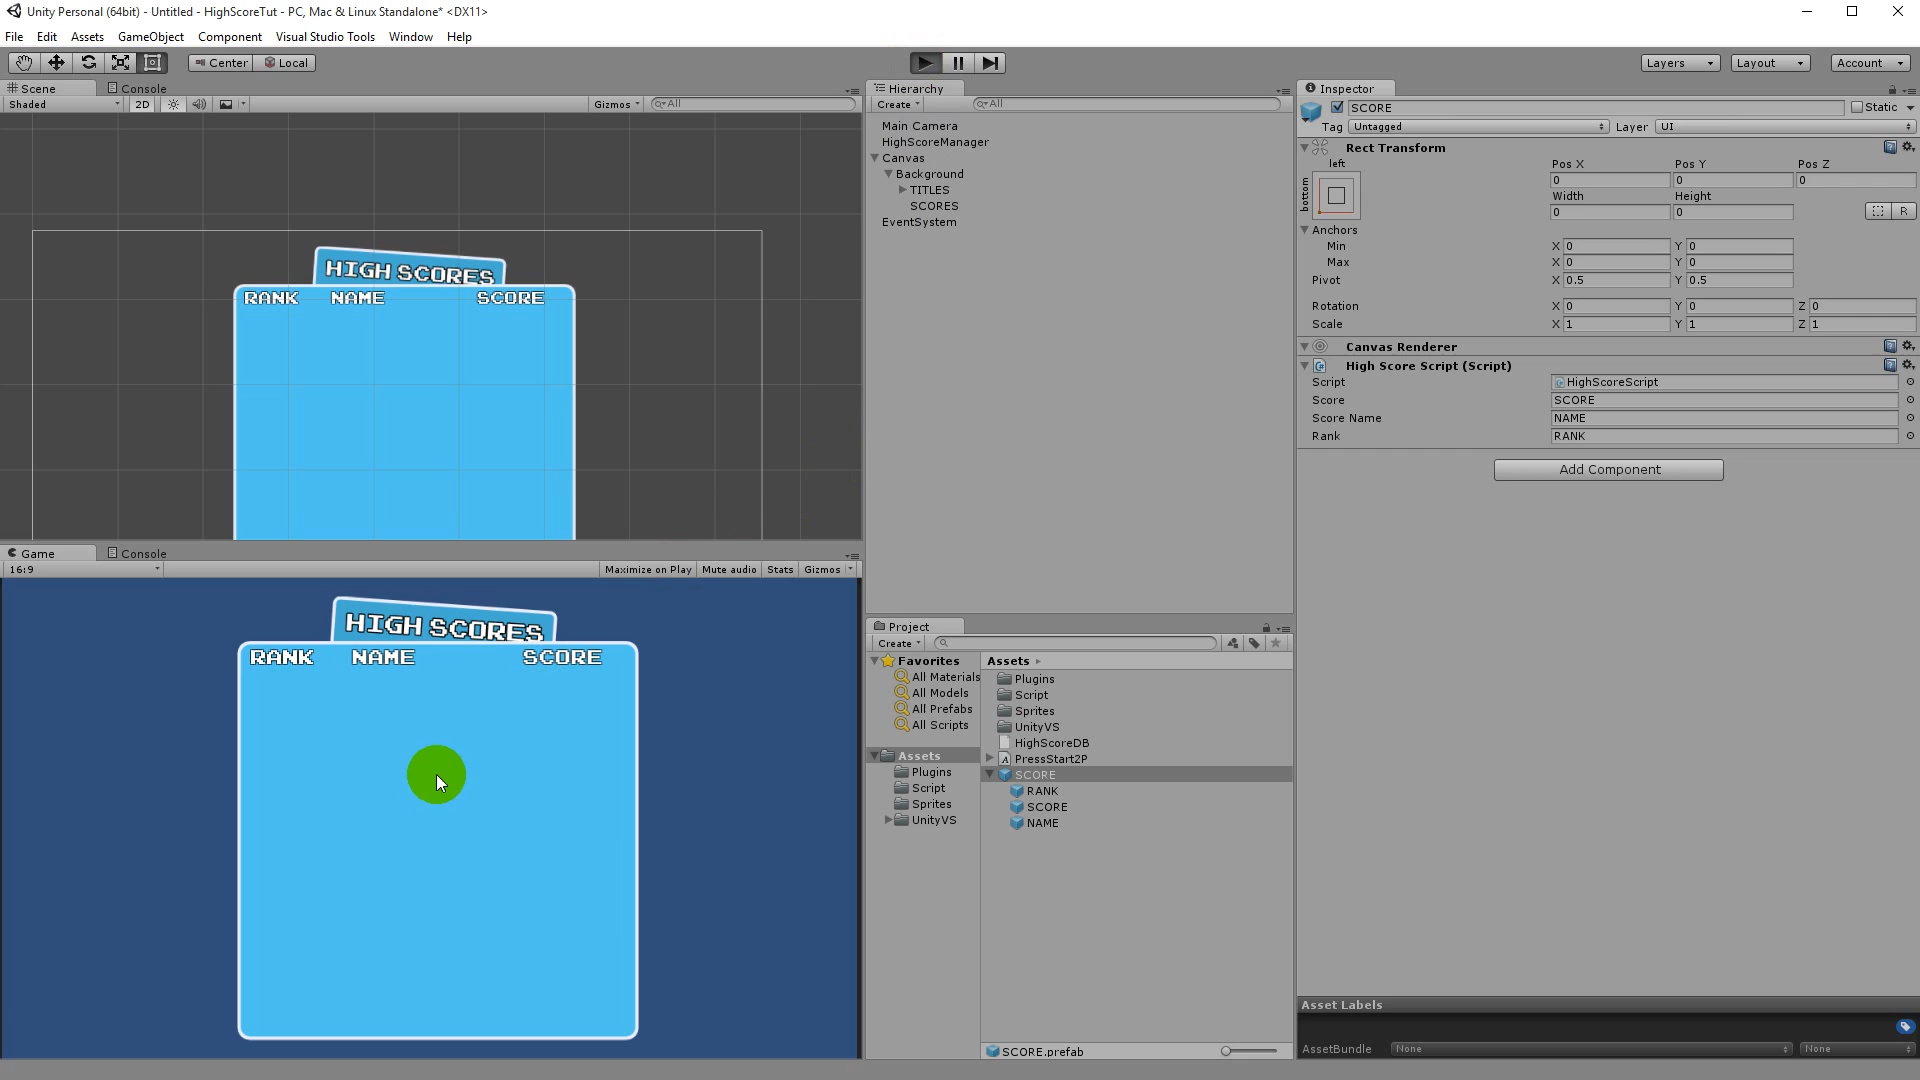 Unity Personal (64bit) - Untitled - HighScoreTut - PC, Mac & Linux Standalone* <DX11>
File Edit Assets GameObject Component Visual Studio Tools Window Help
Center Local Layers Layout Account
Scene Console
Shaded 2D Gizmos All
HIGH SCORES
RANK NAME SCORE
Game Console
16:9 Maximize on Play Mute audio Stats Gizmos
HIGH SCORES
RANK NAME SCORE
Hierarchy
Create All
Main Camera
HighScoreManager
Canvas
Background
TITLES
SCORES
EventSystem
Project
Create
Favorites
All Materials
All Models
All Prefabs
All Scripts
Assets
Plugins
Script
Sprites
UnityVS
Assets
Plugins
Script
Sprites
UnityVS
HighScoreDB
PressStart2P
SCORE
RANK
SCORE
NAME
SCORE.prefab
Inspector
SCORE Static
Tag Untagged Layer UI
Rect Transform
left Pos X Pos Y Pos Z
bottom 0 0 0
Width Height
0 0 R
Anchors
Min X 0 Y 0
Max X 0 Y 0
Pivot X 0.5 Y 0.5
Rotation X 0 Y 0 Z 0
Scale X 1 Y 1 Z 1
Canvas Renderer
High Score Script (Script)
Script HighScoreScript
Score SCORE
Score Name NAME
Rank RANK
Add Component
Asset Labels
AssetBundle None None